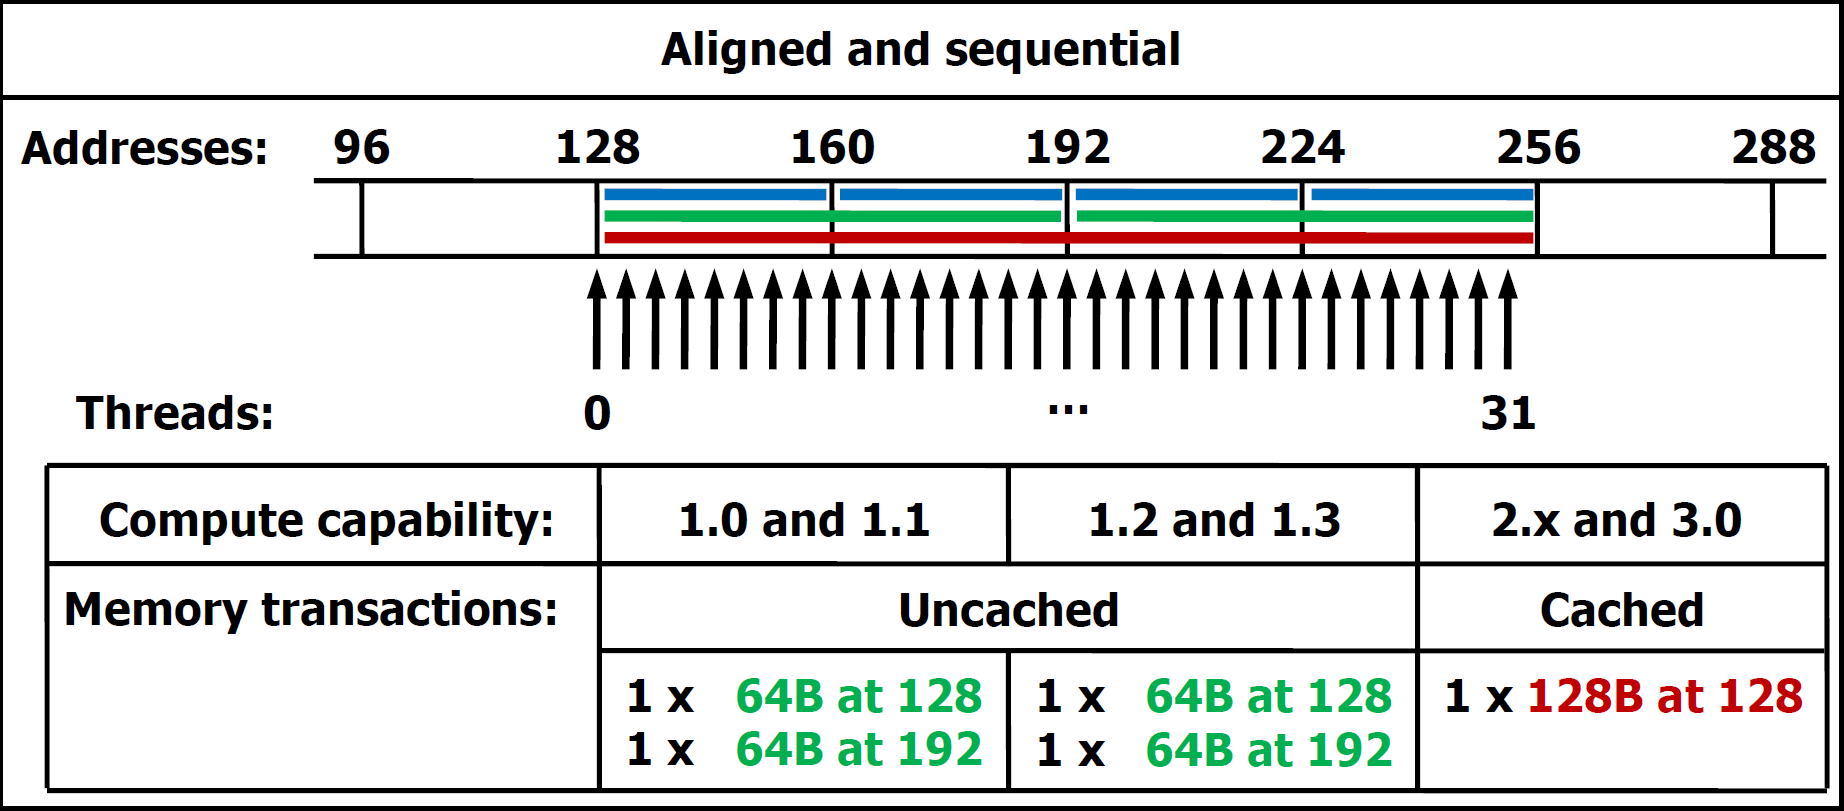 Aligned and sequential
Addresses: 96 128 160 192 224 256 288
Threads: 0 ... 31
Compute capability: 1.0 and 1.1 1.2 and 1.3 2.x and 3.0
Memory transactions: Uncached Cached
1 x 64B at 128 1 x 64B at 128 1 x 128B at 128
1 x 64B at 192 1 x 64B at 192